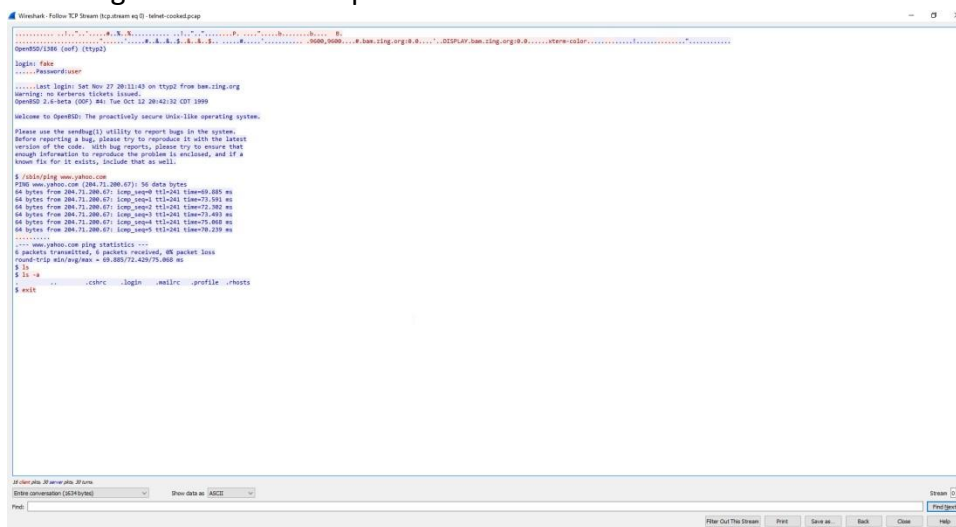 Wireshark · Follow TCP Stream (tcp.stream eq 0) · telnet-cooked.pcap
OpenBSD/i386 (oof) (ttyp2)
login: fake
......Password:user
......Last login: Sat Nov 27 20:11:43 on ttyp2 from bam.zing.org
Warning: no Kerberos tickets issued.
OpenBSD 2.6-beta (OOF) #4: Tue Oct 12 20:42:32 CDT 1999
Welcome to OpenBSD: The proactively secure Unix-like operating system.
Please use the sendbug(1) utility to report bugs in the system.
Before reporting a bug, please try to reproduce it with the latest
version of the code. With bug reports, please try to ensure that
enough information to reproduce the problem is enclosed, and if a
known fix for it exists, include that as well.
$ /sbin/ping www.yahoo.com
PING www.yahoo.com (204.71.200.67): 56 data bytes
64 bytes from 204.71.200.67: icmp_seq=0 ttl=241 time=69.885 ms
64 bytes from 204.71.200.67: icmp_seq=1 ttl=241 time=73.591 ms
64 bytes from 204.71.200.67: icmp_seq=2 ttl=241 time=72.302 ms
64 bytes from 204.71.200.67: icmp_seq=3 ttl=241 time=73.493 ms
64 bytes from 204.71.200.67: icmp_seq=4 ttl=241 time=75.068 ms
64 bytes from 204.71.200.67: icmp_seq=5 ttl=241 time=70.239 ms
..........
.--- www.yahoo.com ping statistics ---
6 packets transmitted, 6 packets received, 0% packet loss
round-trip min/avg/max = 69.885/72.429/75.068 ms
$ ls
$ ls -a
. .. .cshrc .login .mailrc .profile .rhosts
$ exit
Entire conversation (1634 bytes) Show data as ASCII Stream 0
Find: Find Next
Filter Out This Stream Print Save as... Back Close Help